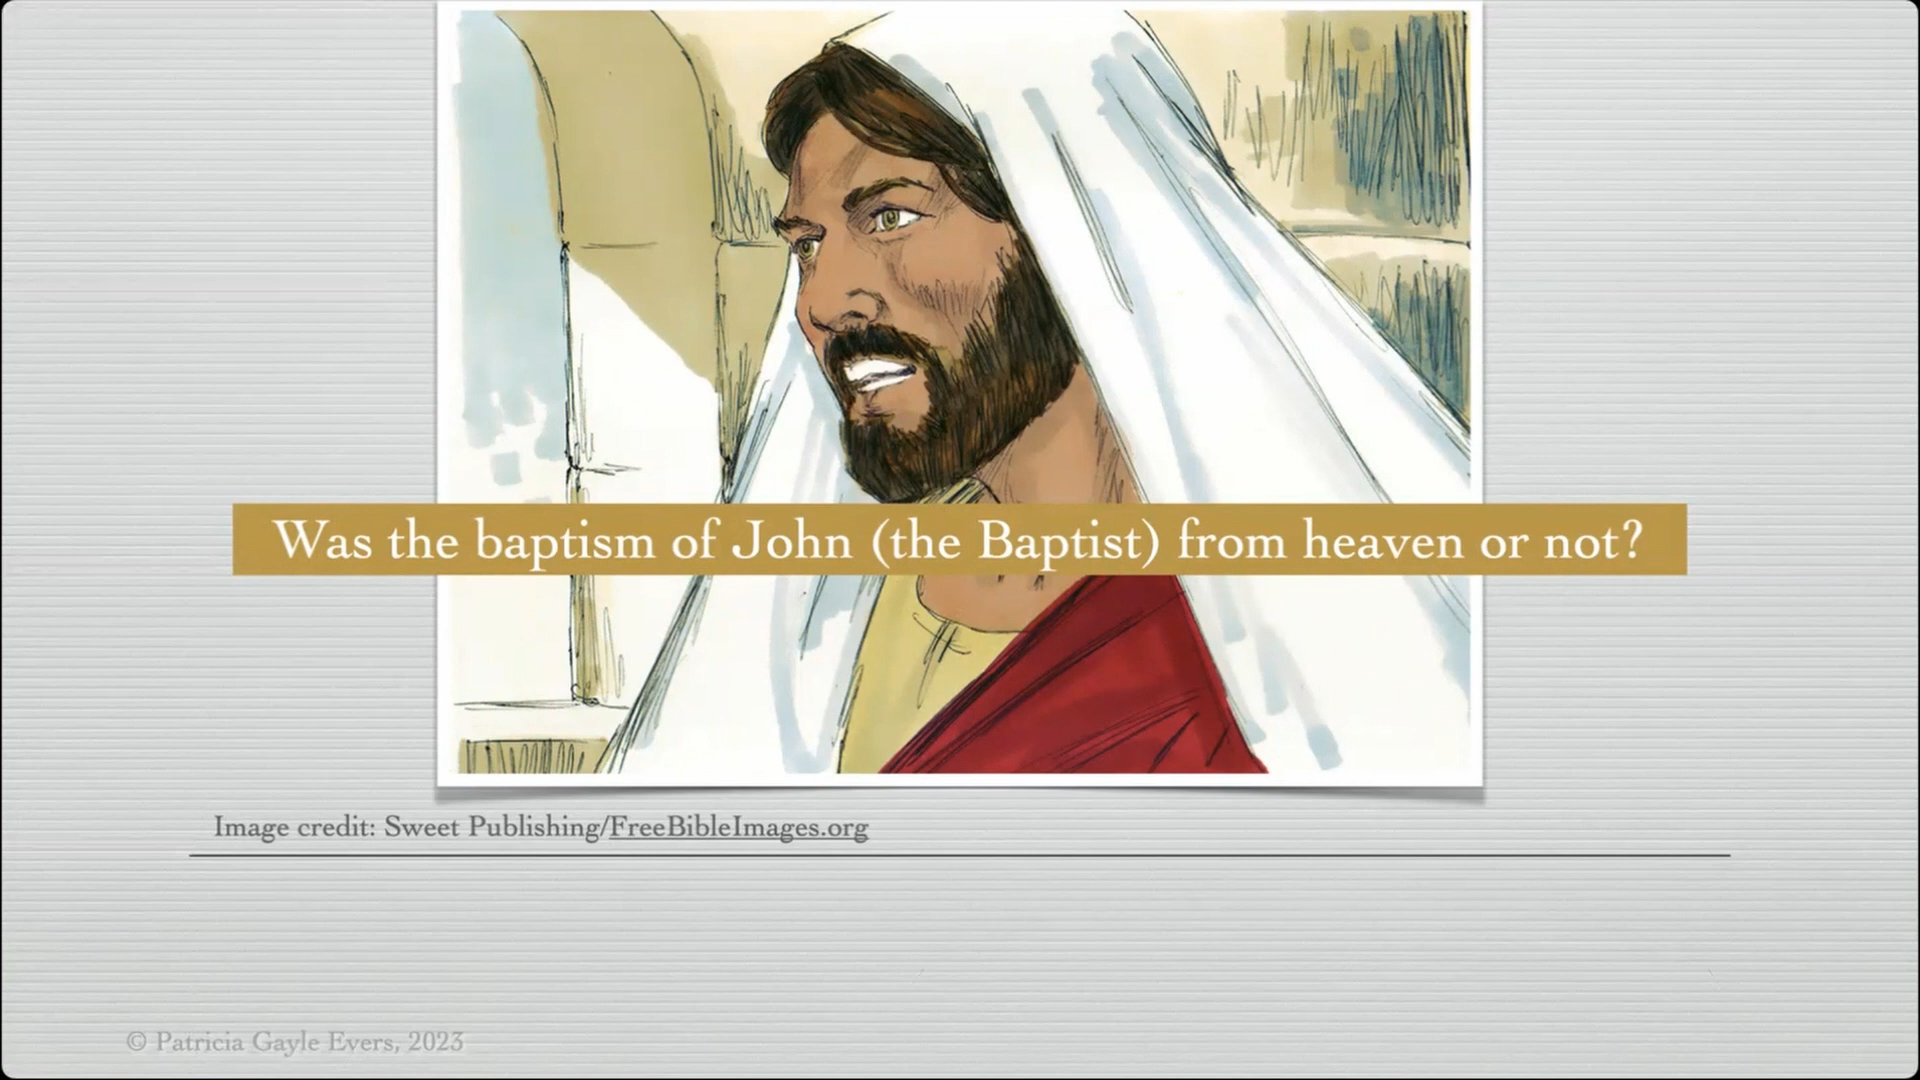 Was the baptism of John (the Baptist) from heaven or not?
Image credit: Sweet Publishing/FreeBibleImages.org
© Patricia Gayle Evers, 2023